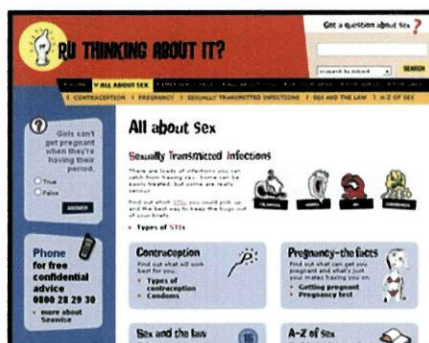 Got a question about Sex ?
RU THINKING ABOUT IT?
or search by subject
SEARCH
HOME
ALL ABOUT SEX
CONTRACEPTION
PREGNANCY
SEXUALLY TRANSMITTED INFECTIONS
SEX AND THE LAW
A-Z OF SEX
Girls can't
get pregnant
when they're
having their
period.
True
False
ANSWER
Phone
for free
confidential
advice
0800 28 29 30
more about
Sexwise
All about Sex
Sexually Transmitted Infections
There are loads of infections you can
catch from having sex. Some can be
easily treated, but some are really
serious.
Find out which STIs you could pick up
and the best way to keep the bugs out
of your briefs.
Types of STIs
Contraception
Find out what will work
best for you:
Types of
contraception
Condoms
Pregnancy-the facts
Find out what can get you
pregnant and what's just
your mates having you on.
Getting pregnant
Pregnancy test
Sex and the law
16
A-Z of Sex